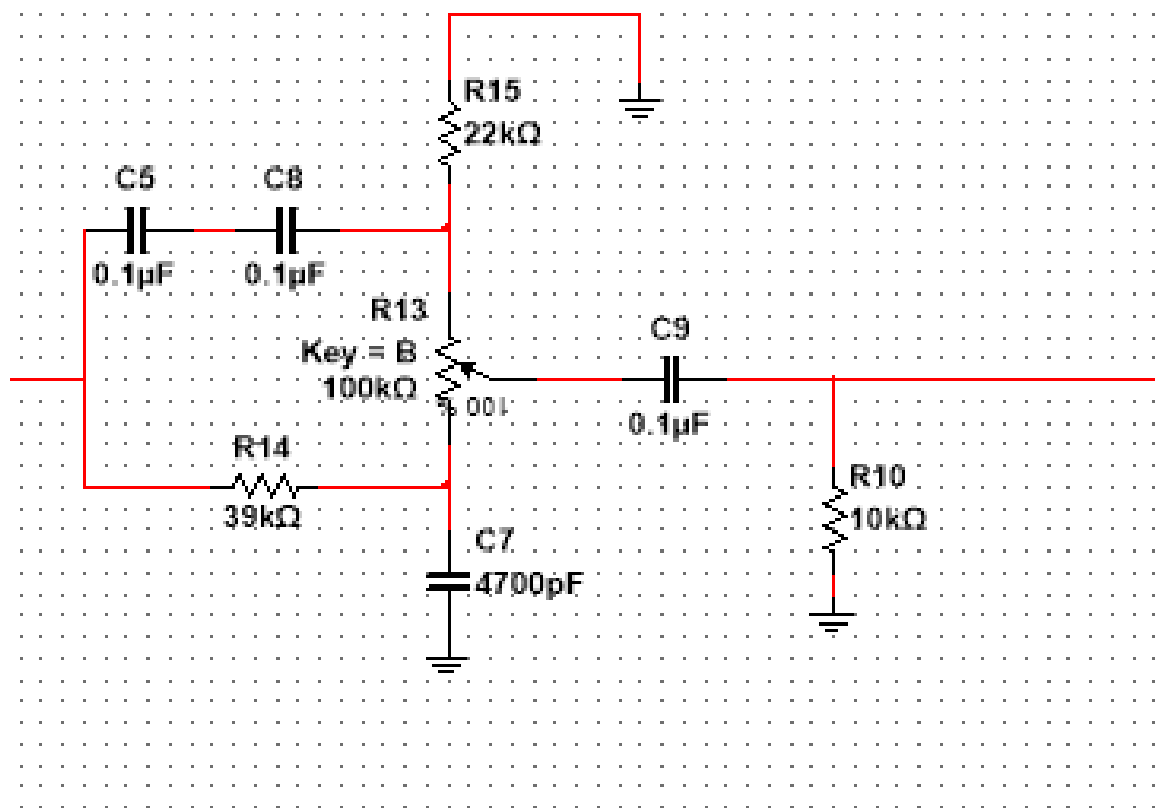 R15
22kΩ
C5
C8
0.1µF
0.1µF
R13
Key = B
100kΩ
100 %
C9
0.1µF
R14
39kΩ
R10
10kΩ
C7
4700pF